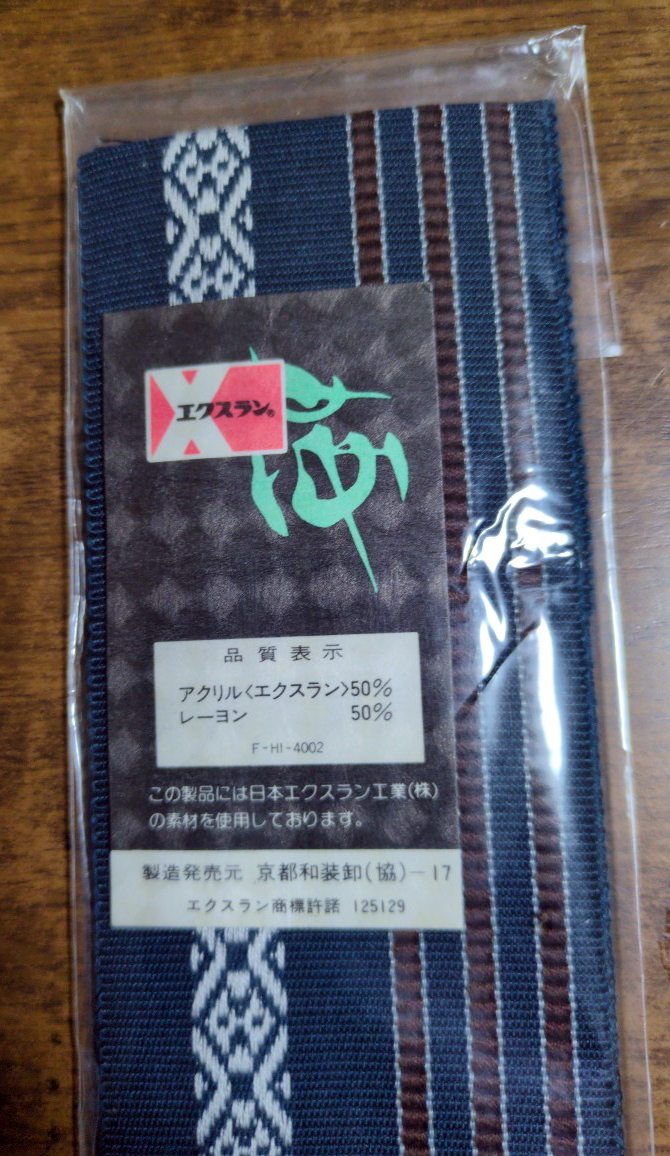 エクスラン®
品質表示
アクリル<エクスラン>50%
レーヨン 50%
F-HI-4002
この製品には日本エクスラン工業(株)
の素材を使用しております。
製造発売元 京都和装卸(協)-17
エクスラン商標許諾 125129